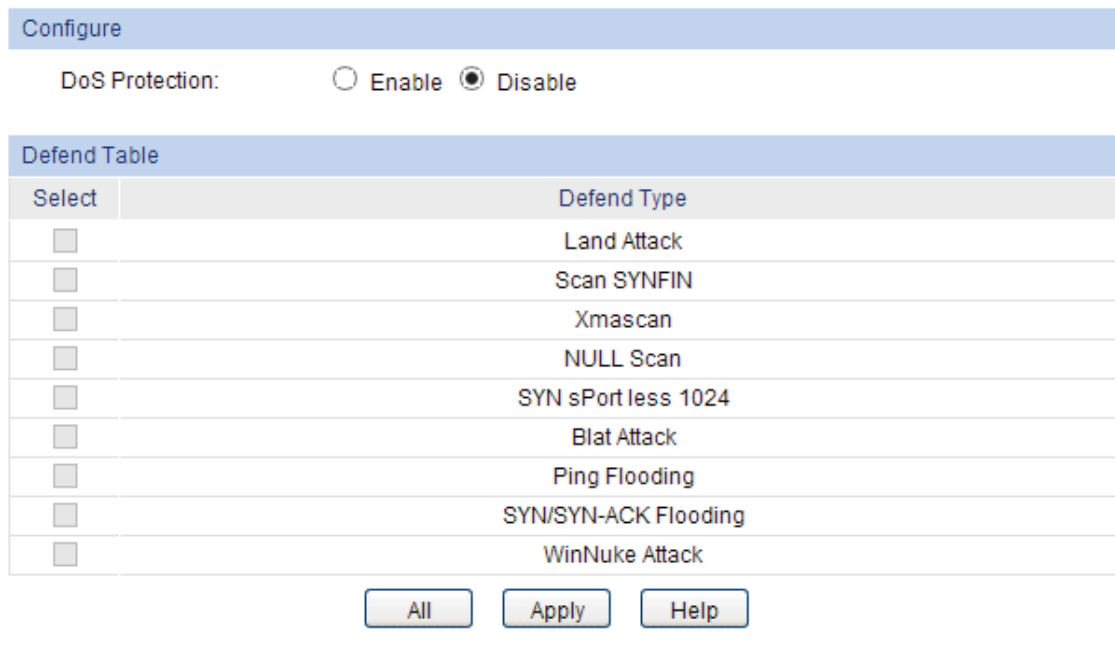 Configure
DoS Protection: Enable Disable
Defend Table
Select Defend Type
Land Attack
Scan SYNFIN
Xmascan
NULL Scan
SYN sPort less 1024
Blat Attack
Ping Flooding
SYN/SYN-ACK Flooding
WinNuke Attack
All Apply Help